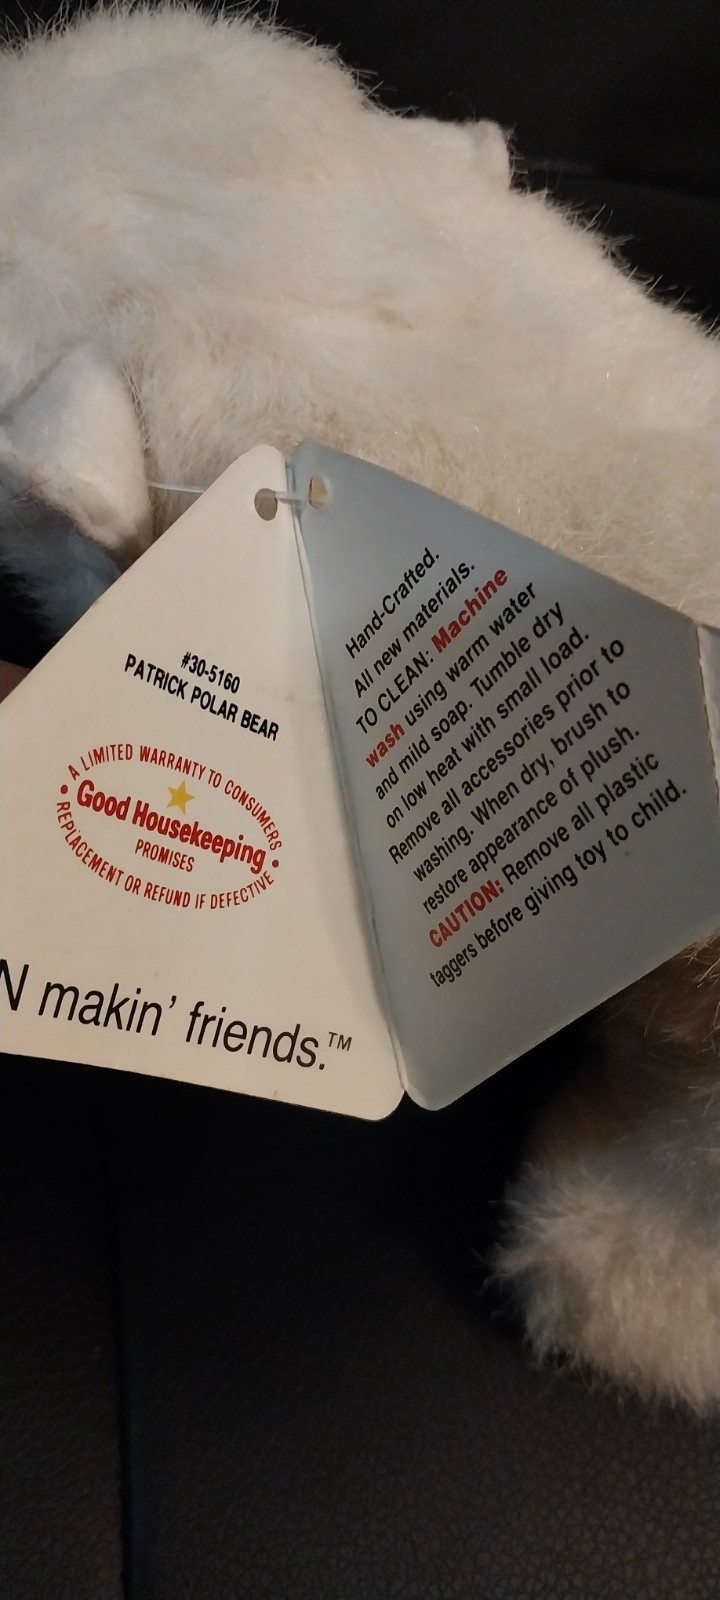 #30-5160
PATRICK POLAR BEAR
A LIMITED WARRANTY TO CONSUMERS
Good Housekeeping
PROMISES
REPLACEMENT OR REFUND IF DEFECTIVE
N makin' friends.™
Hand-Crafted.
All new materials.
TO CLEAN: Machine
wash using warm water
and mild soap. Tumble dry
on low heat with small load.
Remove all accessories prior to
washing. When dry, brush to
restore appearance of plush.
CAUTION: Remove all plastic
taggers before giving toy to child.